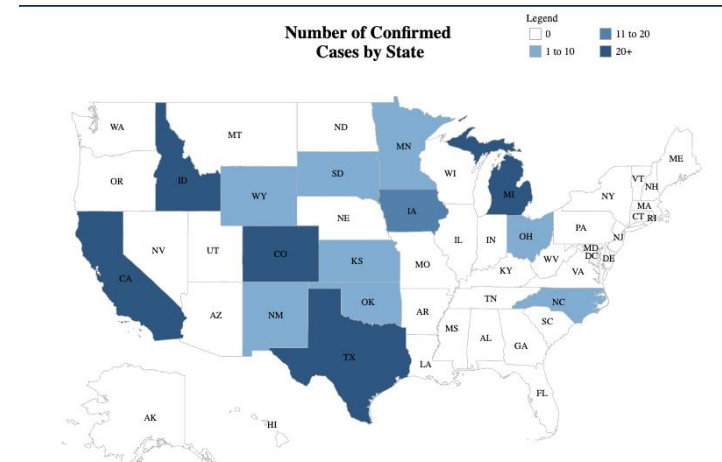 Number of Confirmed
Cases by State
Legend
0
11 to 20
1 to 10
20+
WA
MT
ND
MN
ME
OR
ID
SD
WI
VT
NH
WY
MI
NY
MA
CT RI
IA
NE
PA
NJ
NV
UT
CO
IL
IN
OH
MD
DC
DE
CA
KS
MO
WV
VA
KY
AZ
NM
OK
AR
TN
NC
SC
MS
AL
GA
TX
LA
FL
AK
HI